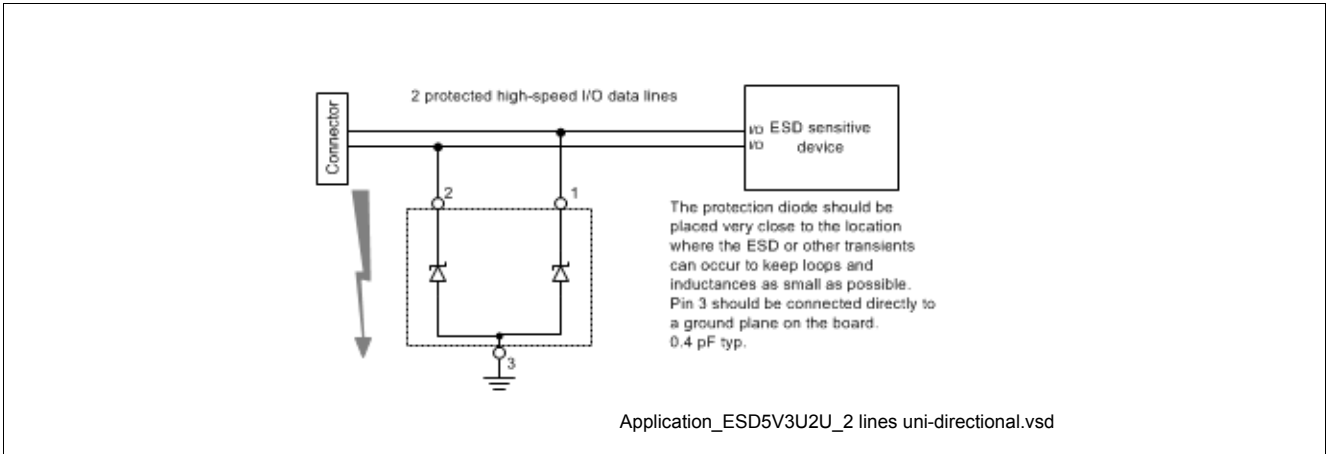 2 protected high-speed I/O data lines
Connector
I/O ESD sensitive
I/O device
2
1
The protection diode should be
placed very close to the location
where the ESD or other transients
can occur to keep loops and
inductances as small as possible.
Pin 3 should be connected directly to
a ground plane on the board.
0.4 pF typ.
3
Application_ESD5V3U2U_2 lines uni-directional.vsd